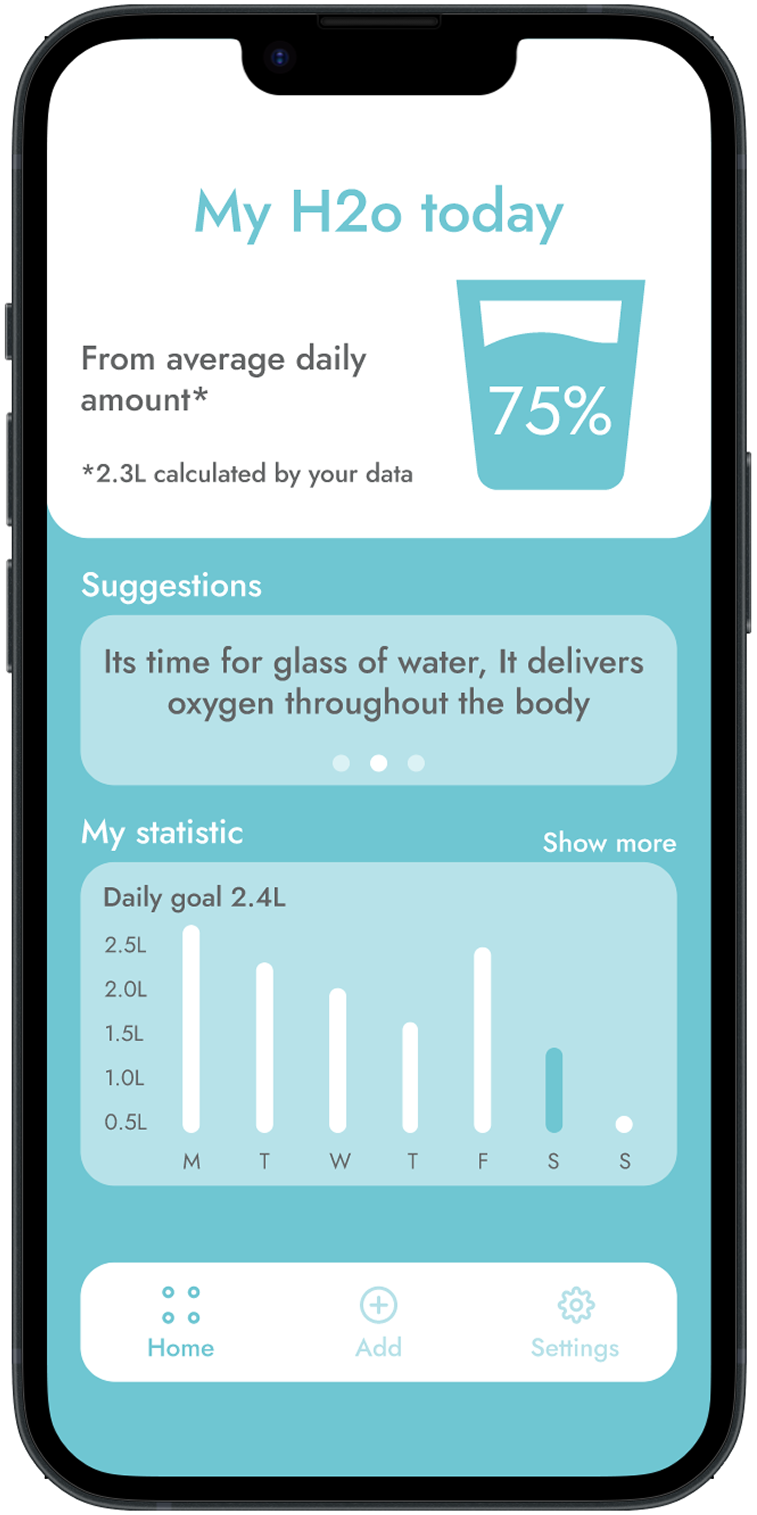 My H2o today
From average daily
amount*
75%
*2.3L calculated by your data
Suggestions
Its time for glass of water, It delivers
oxygen throughout the body
My statistic
Show more
Daily goal 2.4L
2.5L
2.0L
1.5L
1.0L
0.5L
M T W T F S S
Home Add Settings